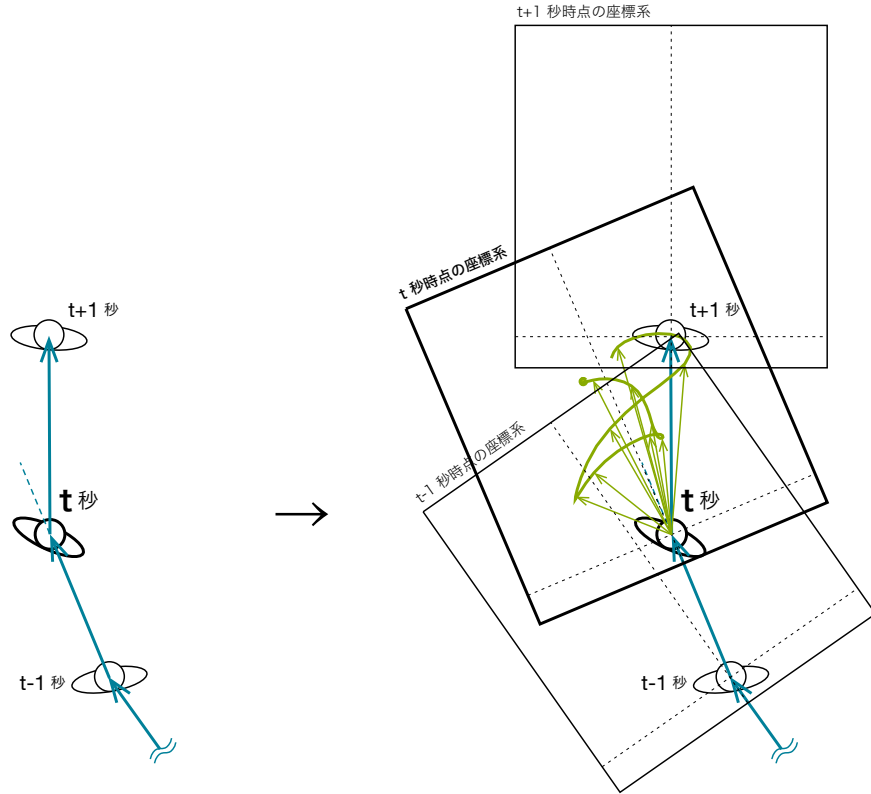 t+1 秒時点の座標系
t 秒時点の座標系
t+1 秒
t+1 秒
t-1 秒時点の座標系
t 秒
t 秒
t-1 秒
t-1 秒